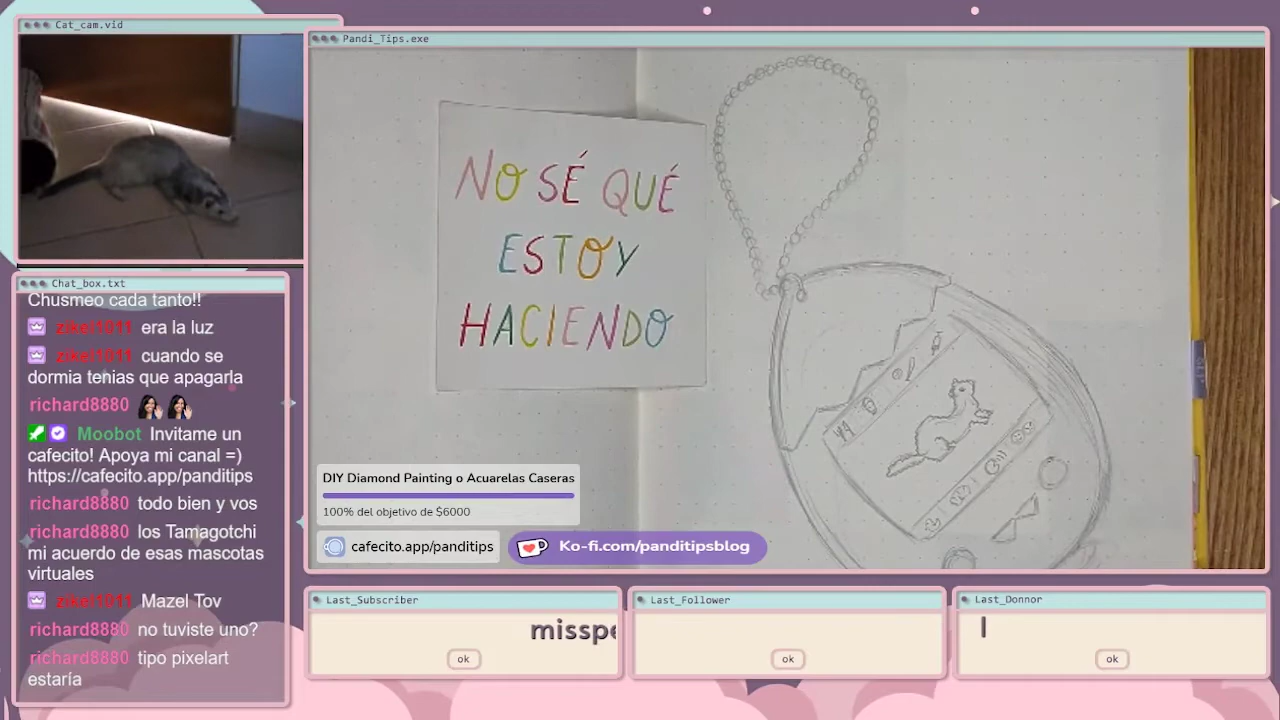 Cat_cam.vid
Pandi_Tips.exe
NO SÉ QUÉ
ESTOY
HACIENDO
DIY Diamond Painting o Acuarelas Caseras
100% del objetivo de $6000
cafecito.app/panditips
Ko-fi.com/panditipsblog
Chat_box.txt
Chusmeo cada tanto!!
zikel1011 era la luz
zikel1011 cuando se
dormia tenias que apagarla
richard8880
Moobot Invitame un
cafecito! Apoya mi canal =)
https://cafecito.app/panditips
richard8880 todo bien y vos
richard8880 los Tamagotchi
mi acuerdo de esas mascotas
virtuales
zikel1011 Mazel Tov
richard8880 no tuviste uno?
richard8880 tipo pixelart
estaría
Last_Subscriber
misspe
ok
Last_Follower
ok
Last_Donnor
ok